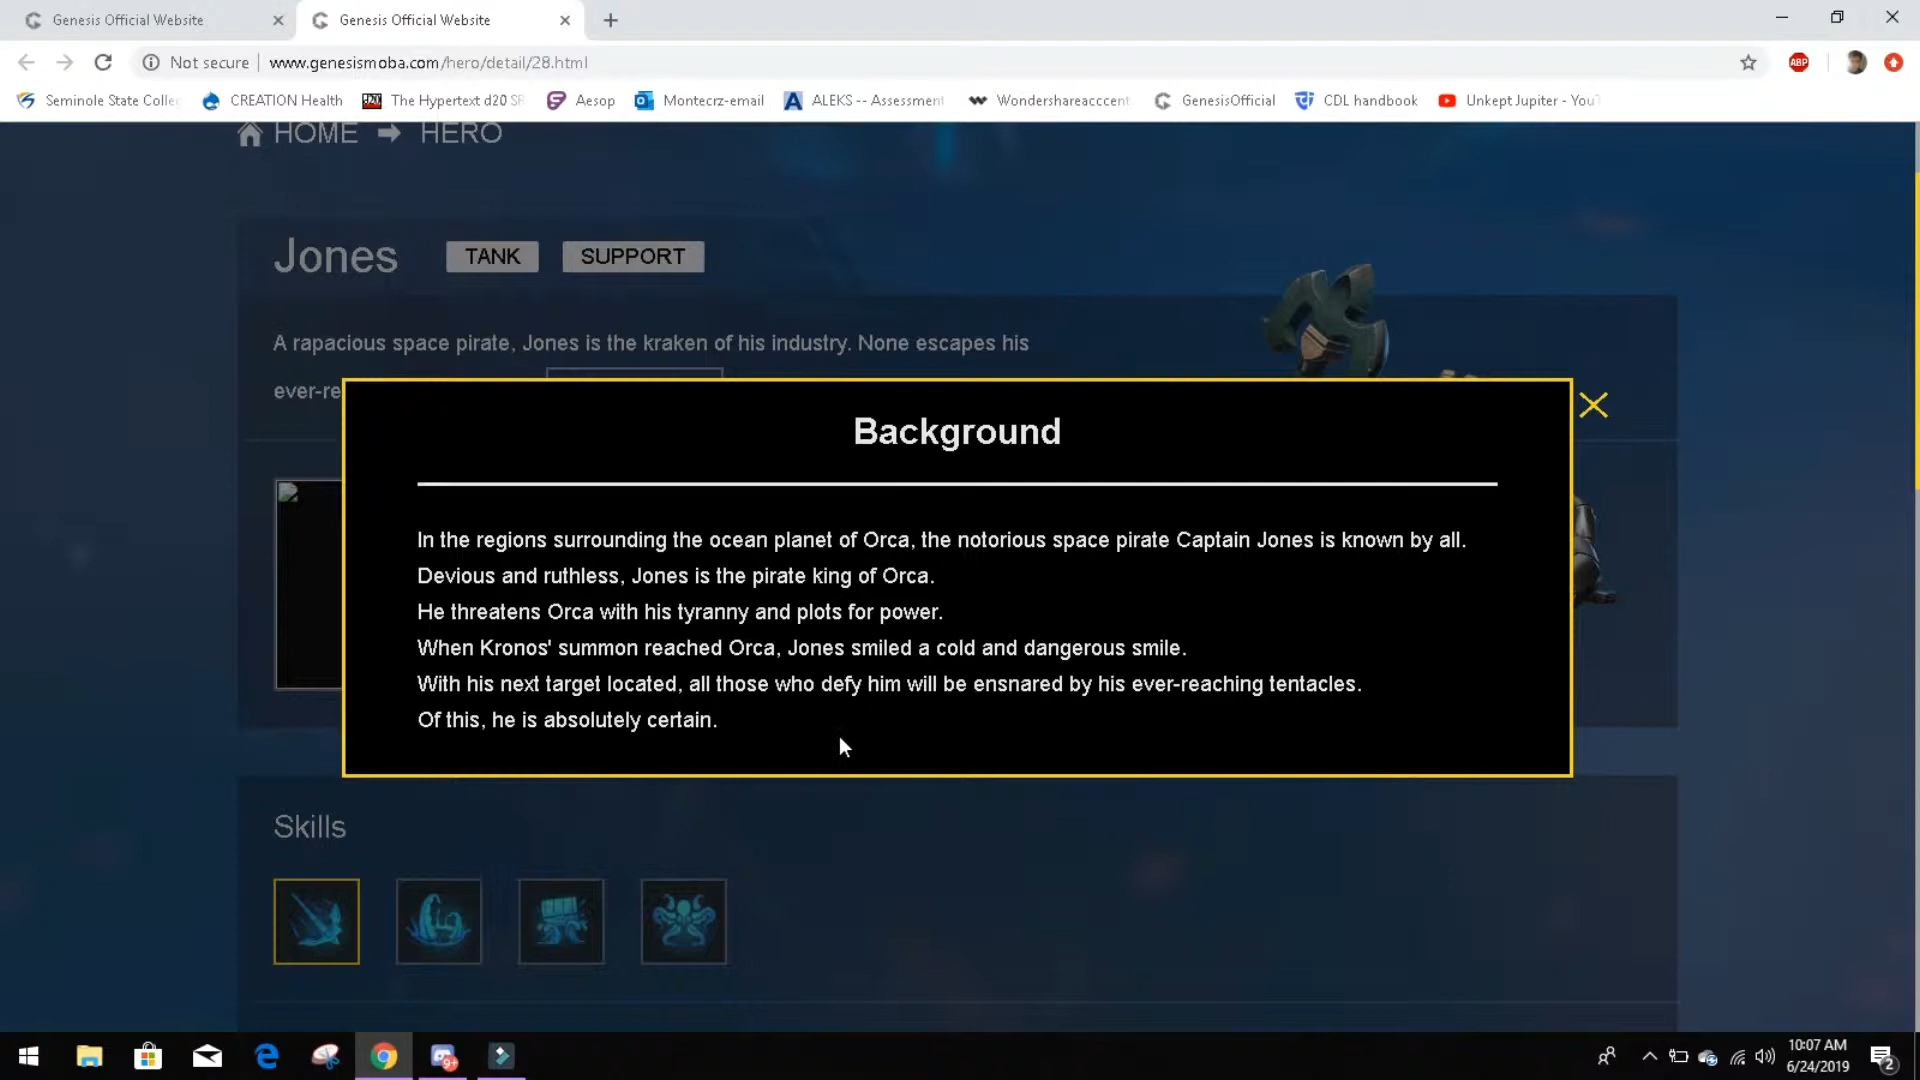 Genesis Official Website
Genesis Official Website
Not secure | www.genesismoba.com/hero/detail/28.html
ABP
Seminole State Colle
CREATION Health
The Hypertext d20 SR
Aesop
Montecrz-email
ALEKS -- Assessment
Wondershareacccent
GenesisOfficial
CDL handbook
Unkept Jupiter - You
HOME HERO
Jones TANK SUPPORT
A rapacious space pirate, Jones is the kraken of his industry. None escapes his
ever-re
Background
In the regions surrounding the ocean planet of Orca, the notorious space pirate Captain Jones is known by all.
Devious and ruthless, Jones is the pirate king of Orca.
He threatens Orca with his tyranny and plots for power.
When Kronos' summon reached Orca, Jones smiled a cold and dangerous smile.
With his next target located, all those who defy him will be ensnared by his ever-reaching tentacles.
Of this, he is absolutely certain.
Skills
9+
10:07 AM
6/24/2019
2